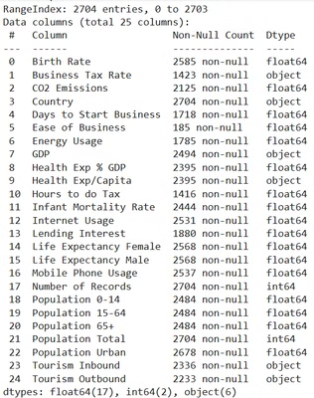 RangeIndex: 2704 entries, 0 to 2703
Data columns (total 25 columns):
 #   Column                  Non-Null Count  Dtype
---  ------                  --------------  -----
 0   Birth Rate              2585 non-null   float64
 1   Business Tax Rate       1423 non-null   object
 2   CO2 Emissions           2125 non-null   float64
 3   Country                 2704 non-null   object
 4   Days to Start Business  1718 non-null   float64
 5   Ease of Business        185 non-null    float64
 6   Energy Usage            1785 non-null   float64
 7   GDP                     2494 non-null   object
 8   Health Exp % GDP        2395 non-null   float64
 9   Health Exp/Capita       2395 non-null   object
 10  Hours to do Tax         1416 non-null   float64
 11  Infant Mortality Rate   2444 non-null   float64
 12  Internet Usage          2531 non-null   float64
 13  Lending Interest        1880 non-null   float64
 14  Life Expectancy Female  2568 non-null   float64
 15  Life Expectancy Male    2568 non-null   float64
 16  Mobile Phone Usage      2537 non-null   float64
 17  Number of Records       2704 non-null   int64
 18  Population 0-14         2484 non-null   float64
 19  Population 15-64        2484 non-null   float64
 20  Population 65+          2484 non-null   float64
 21  Population Total        2704 non-null   int64
 22  Population Urban        2678 non-null   float64
 23  Tourism Inbound         2336 non-null   object
 24  Tourism Outbound        2233 non-null   object
dtypes: float64(17), int64(2), object(6)